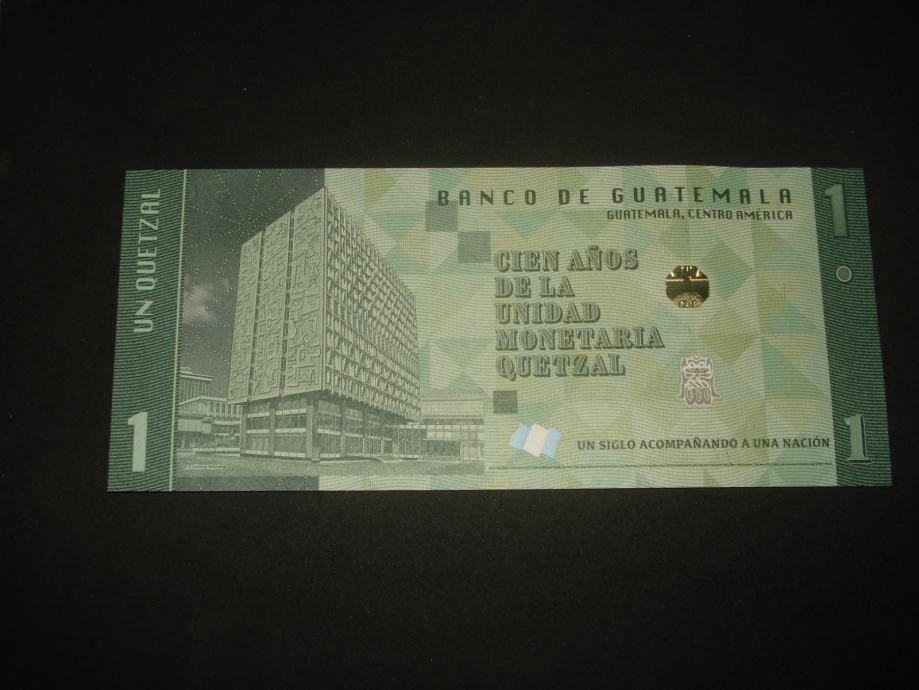 UN QUETZAL
1
BANCO DE GUATEMALA
GUATEMALA, CENTRO AMÉRICA
CIEN AÑOS
DE LA
UNIDAD
MONETARIA
QUETZAL
UN SIGLO ACOMPAÑANDO A UNA NACIÓN
1
1